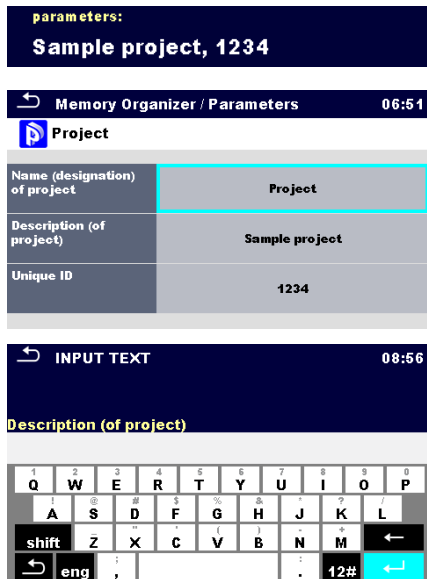 parameters:
Sample project, 1234
Memory Organizer / Parameters 06:51
Project
Name (designation) of project Project
Description (of project) Sample project
Unique ID 1234
INPUT TEXT 08:56
Description (of project)
1 2 3 4 5 6 7 8 9 0
Q W E R T Y U I O P
! @ # $ % & * ? /
A S D F G H J K L
" ' ( ) - +
shift Z X C V B N M
; :
eng , . 12#